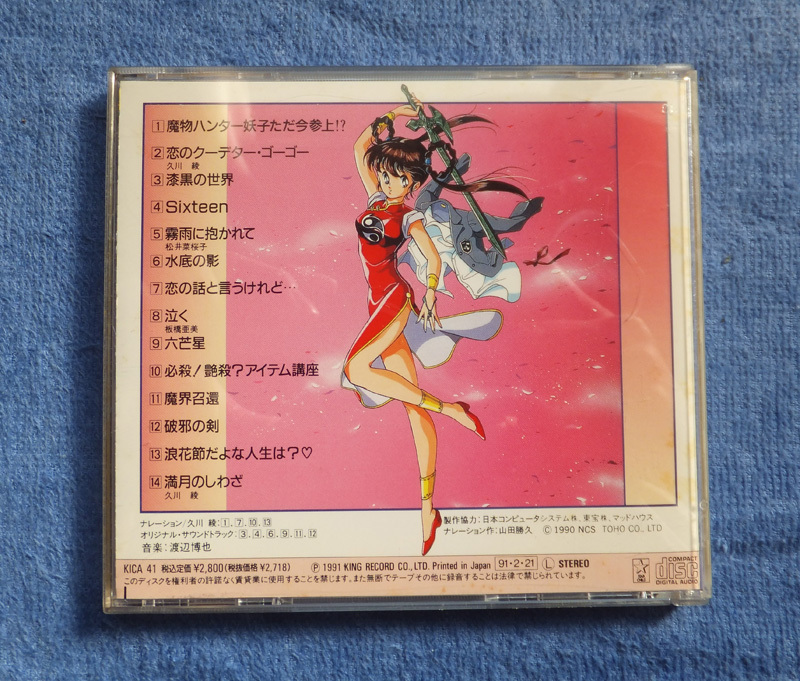 1 魔物ハンター妖子ただ今参上!?
2 恋のクーデター・ゴーゴー
久川 綾
3 漆黒の世界
4 Sixteen
5 霧雨に抱かれて
松井菜桜子
6 水底の影
7 恋の話と言うけれど…
8 泣く
板橋亜美
9 六芒星
10 必殺!艶殺?アイテム講座
11 魔界召還
12 破邪の剣
13 浪花節だよな人生は?♡
14 満月のしわざ
久川 綾
ナレーション/久川 綾:1,7,10,13
オリジナル・サウンドトラック:3,4,6,9,11,12
音楽:渡辺博也
製作協力:日本コンピュータシステム株、東宝株、マッドハウス
ナレーション作:山田勝久 Ⓒ 1990 NCS TOHO CO., LTD
KICA 41 税込定価¥2,800(税抜価格¥2,718) Ⓟ 1991 KING RECORD CO., LTD. Printed in Japan 91・2・21 Ⓛ STEREO
このディスクを権利者の許諾なく賃貸業に使用することを禁じます。また無断でテープその他に録音することは法律で禁じられています。
COMPACT
disc
DIGITAL AUDIO